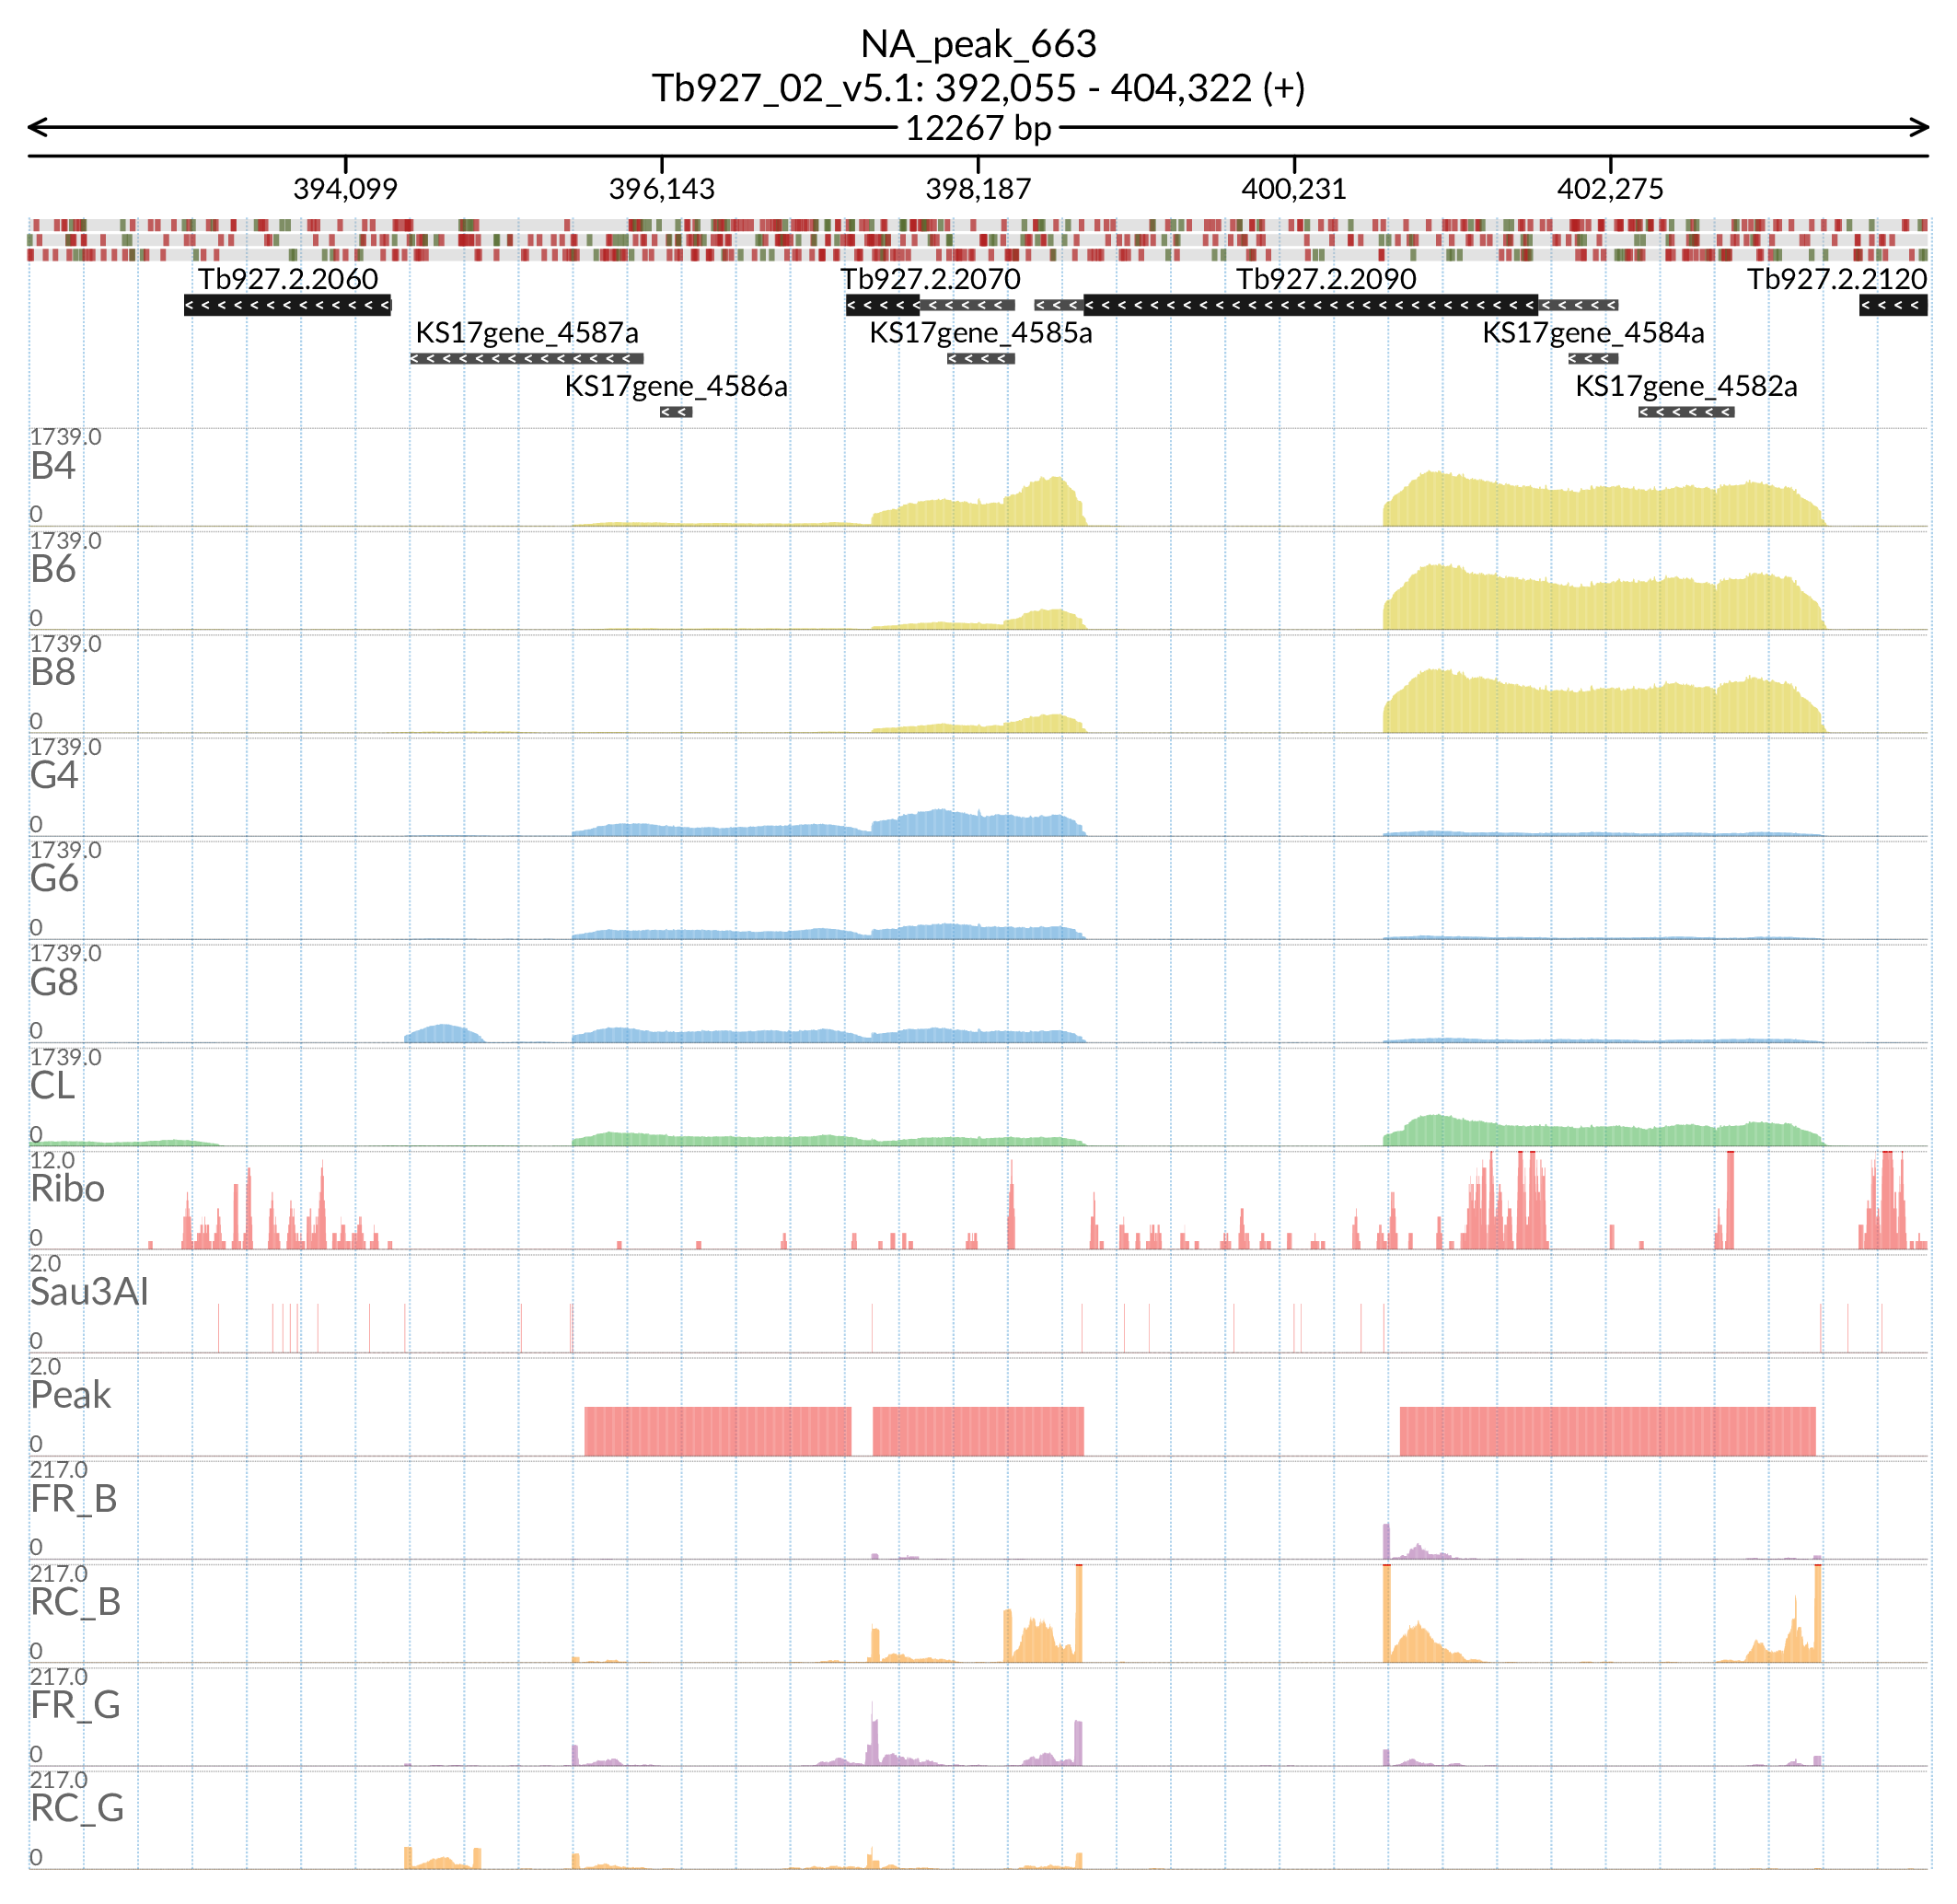 NA_peak_663
Tb927_02_v5.1: 392,055 - 404,322 (+)
12267 bp
394,099 396,143 398,187 400,231 402,275
Tb927.2.2060 Tb927.2.2070 Tb927.2.2090 Tb927.2.2120
KS17gene_4587a KS17gene_4585a KS17gene_4584a
KS17gene_4586a KS17gene_4582a
1739.0
B4
0
1739.0
B6
0
1739.0
B8
0
1739.0
G4
0
1739.0
G6
0
1739.0
G8
0
1739.0
CL
0
12.0
Ribo
0
2.0
Sau3AI
0
2.0
Peak
0
217.0
FR_B
0
217.0
RC_B
0
217.0
FR_G
0
217.0
RC_G
0